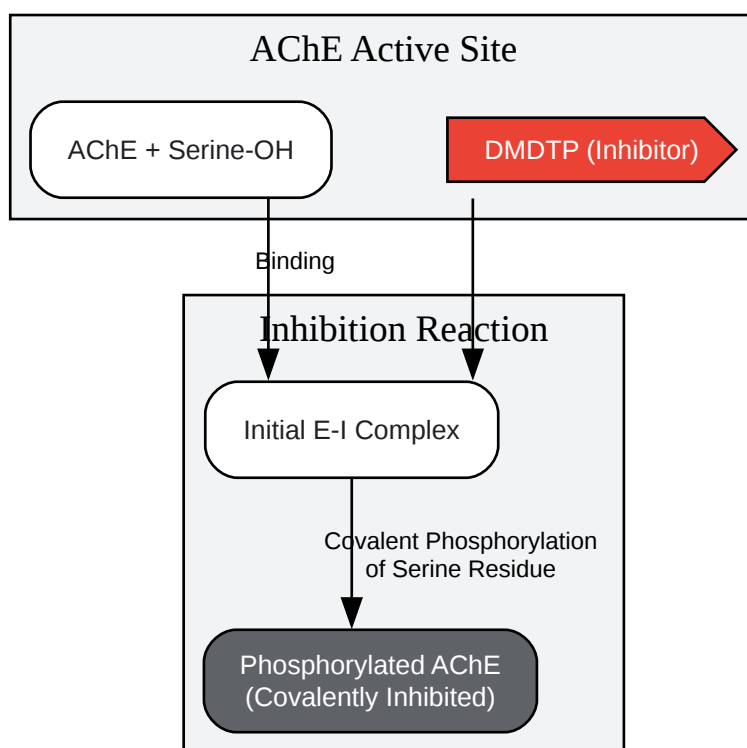 AChE Active Site
AChE + Serine-OH
DMDTP (Inhibitor)
Binding
Inhibition Reaction
Initial E-I Complex
Covalent Phosphorylation
of Serine Residue
Phosphorylated AChE
(Covalently Inhibited)